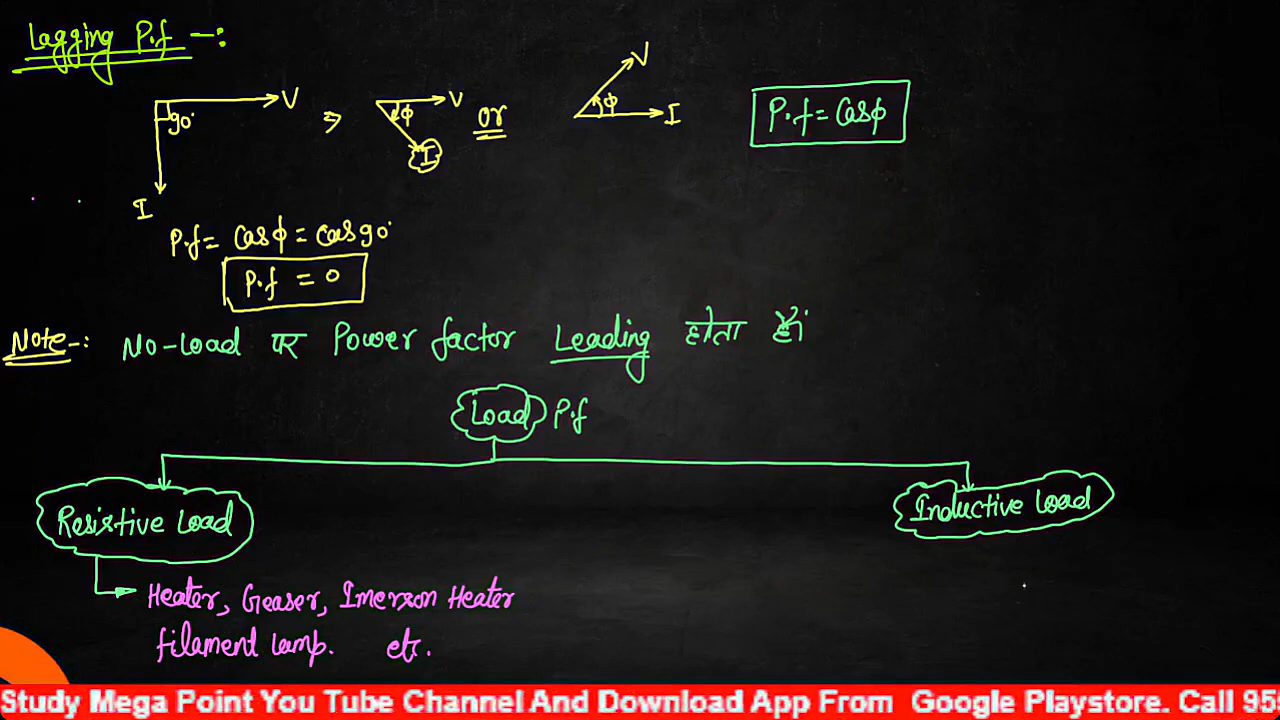 Lagging P.f -:
90° V ⇒ φ V or φ V I P.f = Cosφ
I I
P.f = Cosφ = Cos90°
P.f = 0
Note-: No-Load पर Power factor Leading होता है।
Load P.f
Resistive Load Inductive Load
Heater, Geaser, Imerson Heater
filament lamp. etc.
Study Mega Point You Tube Channel And Download App From Google Playstore. Call 95